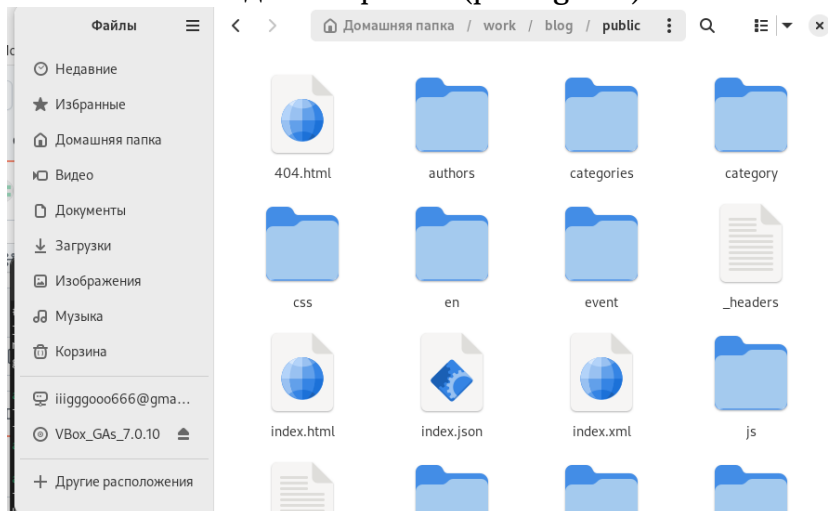 Файлы
Домашняя папка / work / blog / public
Недавние
Избранные
Домашняя папка
Видео
Документы
Загрузки
Изображения
Музыка
Корзина
iiigggooo666@gma...
VBox_GAs_7.0.10
Другие расположения
404.html
authors
categories
category
css
en
event
_headers
index.html
index.json
index.xml
js